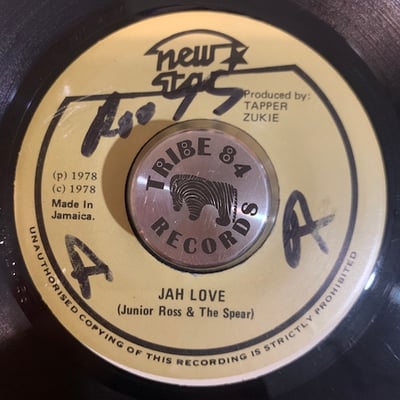 new
star
Produced by:
TAPPER
ZUKIE
(p) 1978
(c) 1978
Made in
Jamaica.
TRIBE 84
RECORDS
A
A
JAH LOVE
(Junior Ross & The Spear)
UNAUTHORISED COPYING OF THIS RECORDING IS STRICTLY PROHIBITED